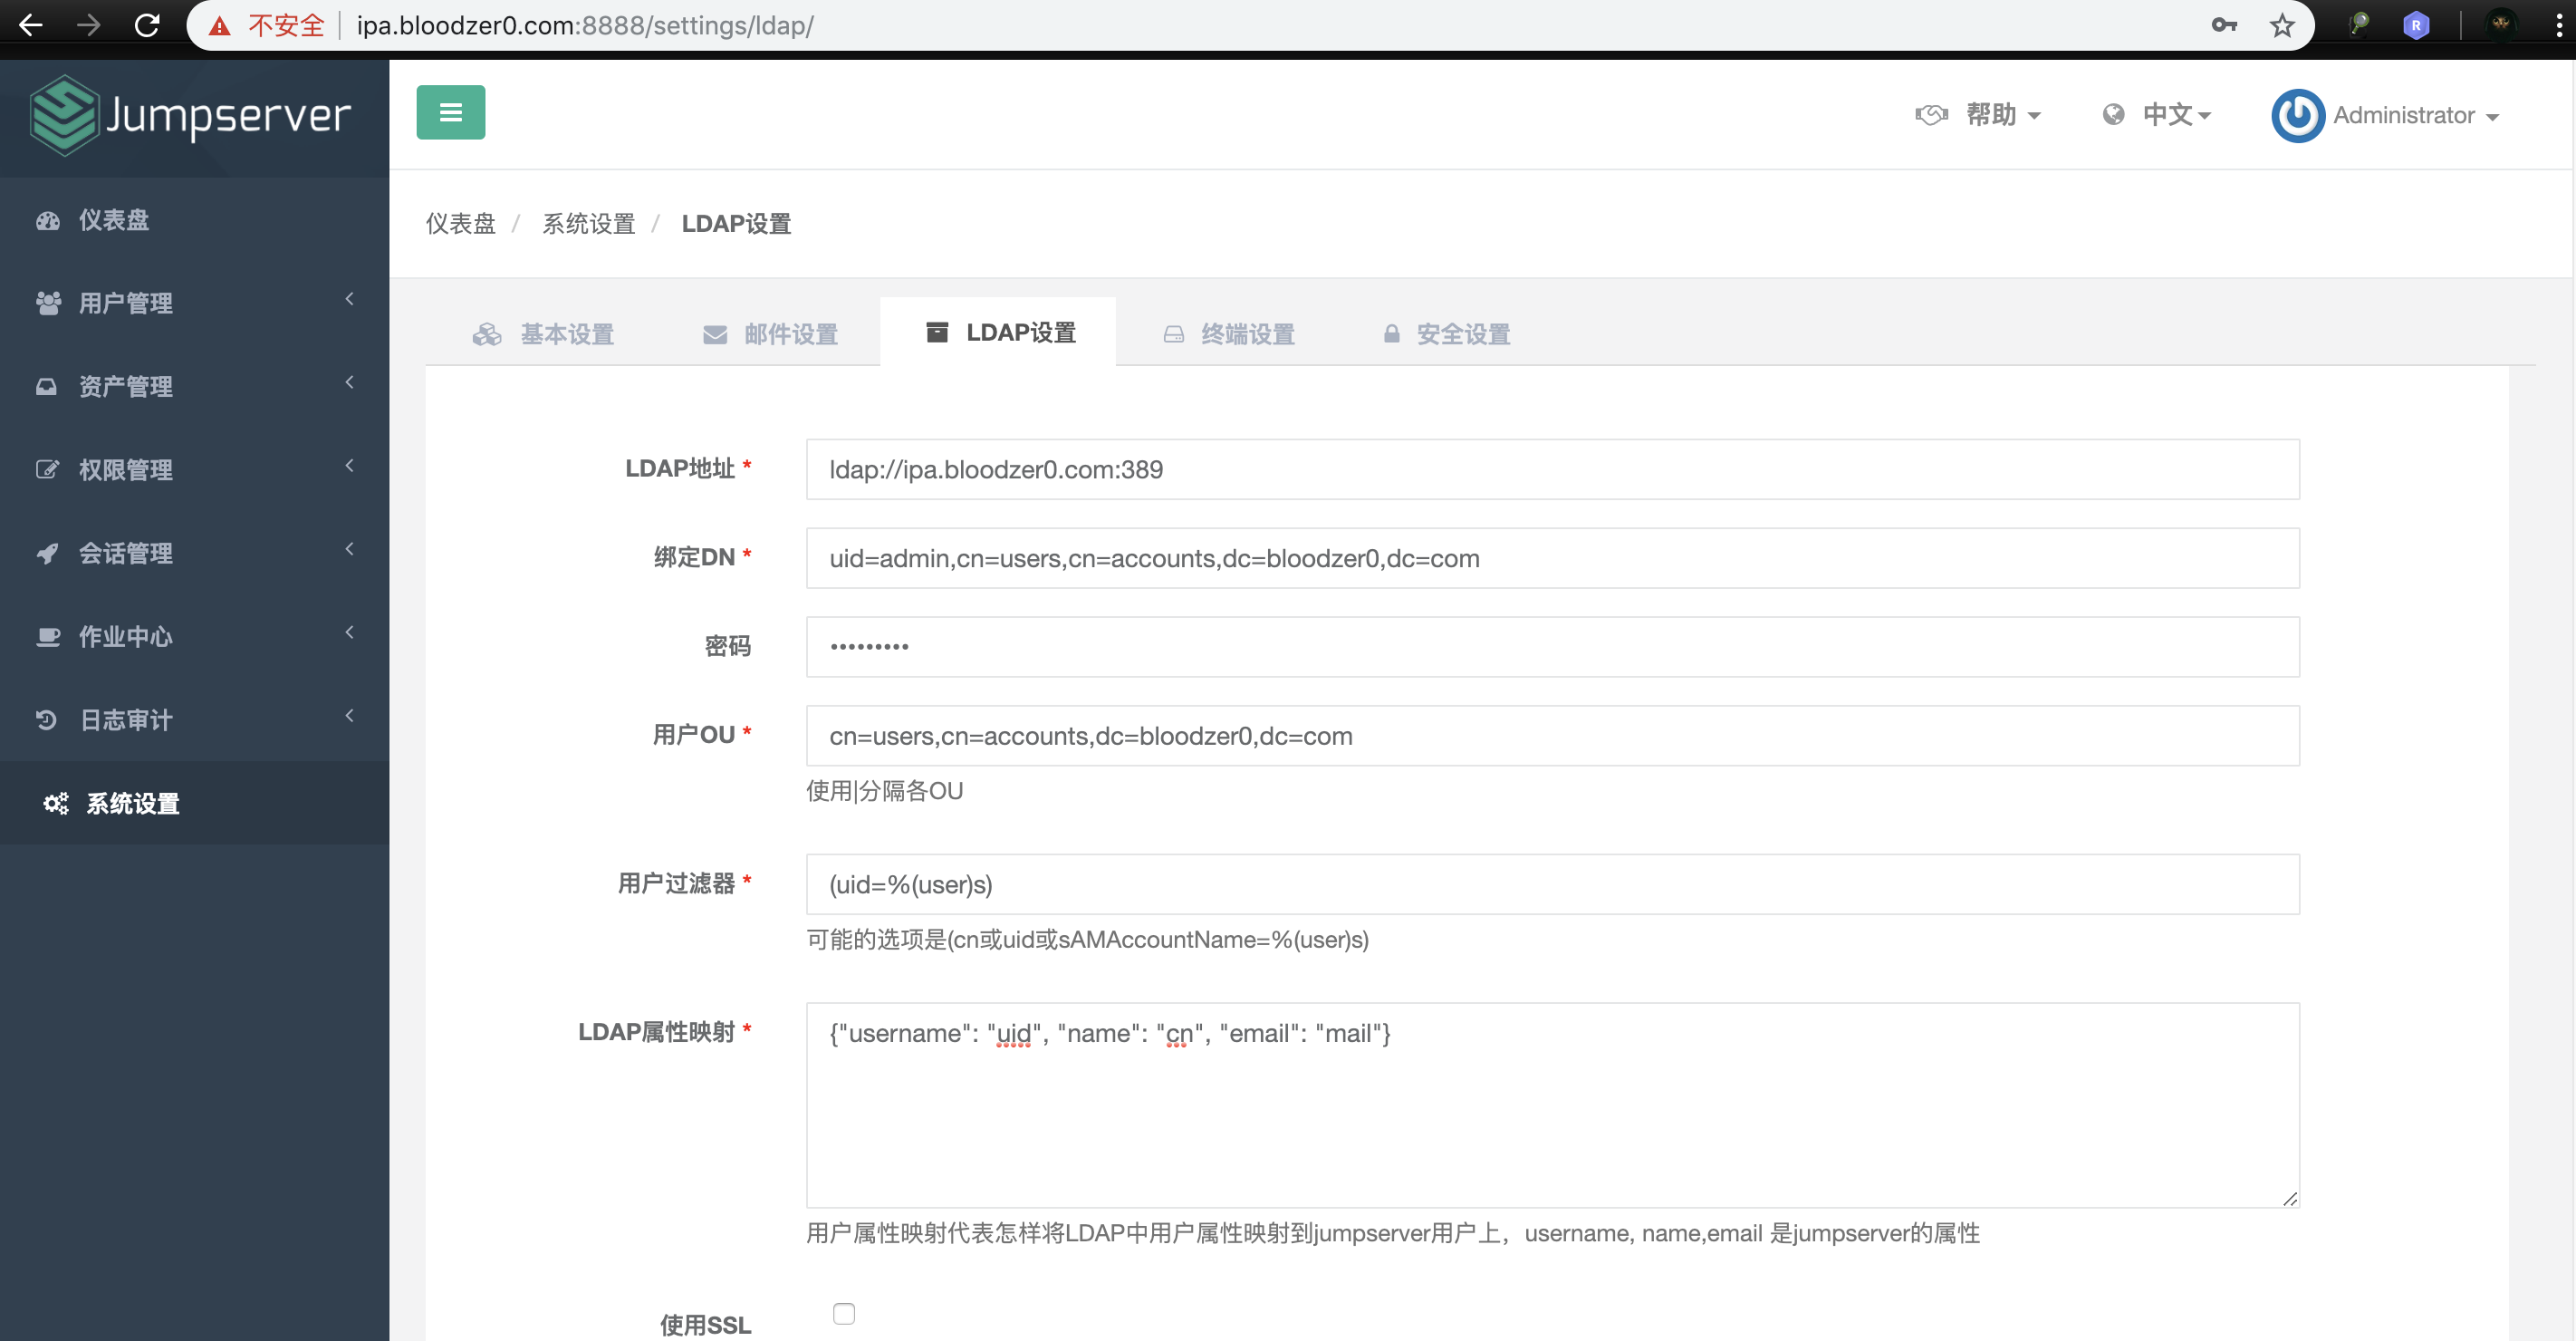 不安全 ipa.bloodzer0.com:8888/settings/ldap/
R
Jumpserver
帮助 中文 Administrator
仪表盘
用户管理
资产管理
权限管理
会话管理
作业中心
日志审计
系统设置
仪表盘 / 系统设置 / LDAP设置
基本设置 邮件设置 LDAP设置 终端设置 安全设置
LDAP地址 * ldap://ipa.bloodzer0.com:389
绑定DN * uid=admin,cn=users,cn=accounts,dc=bloodzer0,dc=com
密码 •••••••••
用户OU * cn=users,cn=accounts,dc=bloodzer0,dc=com
使用|分隔各OU
用户过滤器 * (uid=%(user)s)
可能的选项是(cn或uid或sAMAccountName=%(user)s)
LDAP属性映射 * {"username": "uid", "name": "cn", "email": "mail"}
用户属性映射代表怎样将LDAP中用户属性映射到jumpserver用户上，username, name,email 是jumpserver的属性
使用SSL